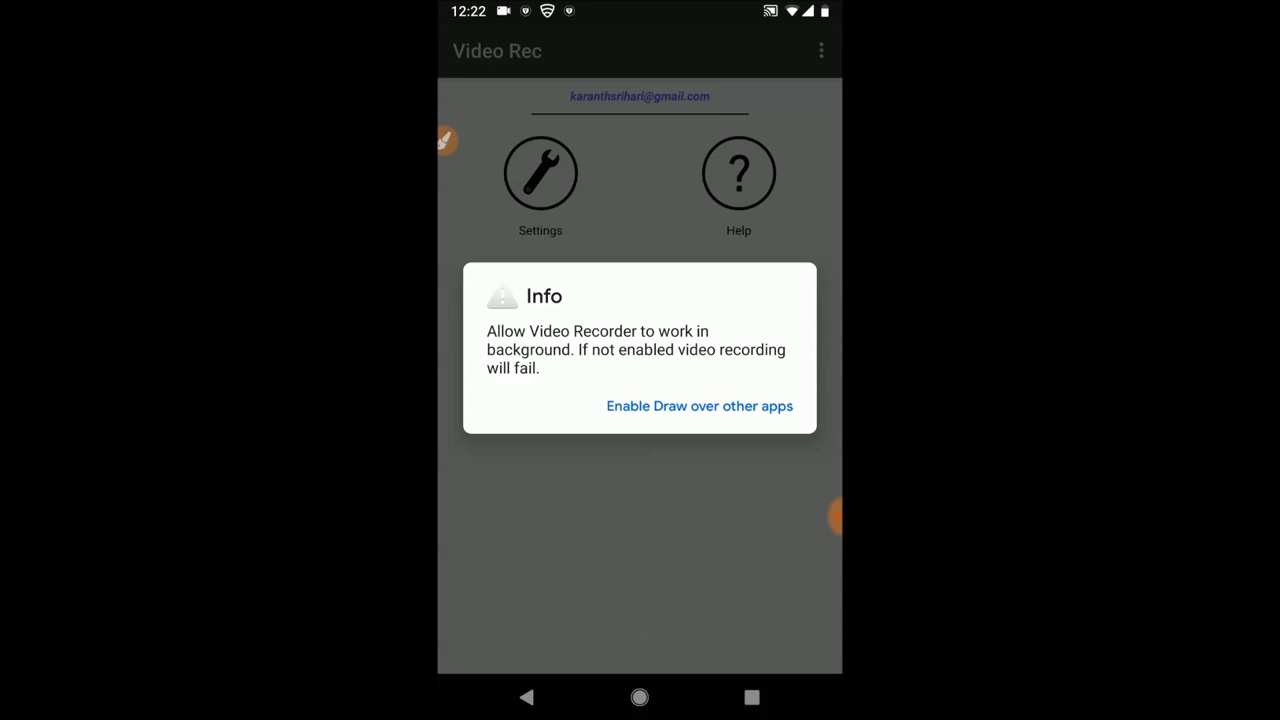 12:22
Video Rec
karanthsrihari@gmail.com
Settings
Help
Info
Allow Video Recorder to work in
background. If not enabled video recording
will fail.
Enable Draw over other apps